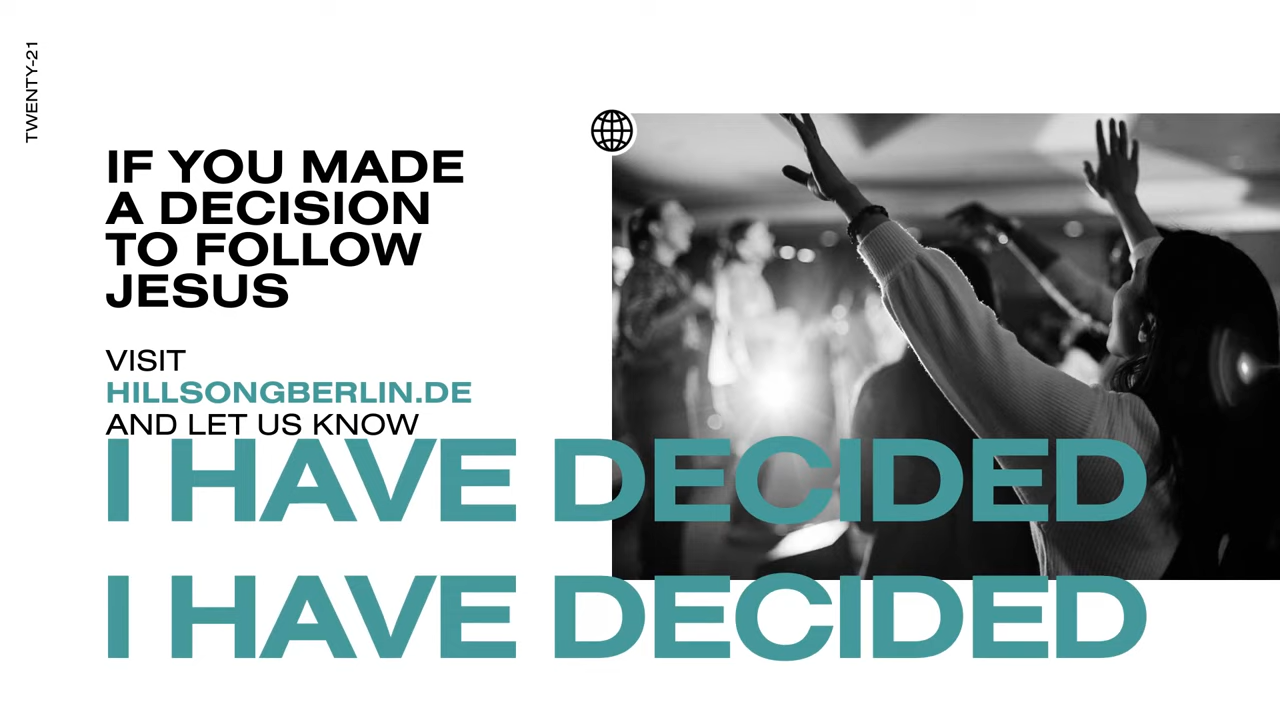 TWENTY-21
IF YOU MADE
A DECISION
TO FOLLOW
JESUS
VISIT
HILLSONGBERLIN.DE
AND LET US KNOW
I HAVE DECIDED
I HAVE DECIDED